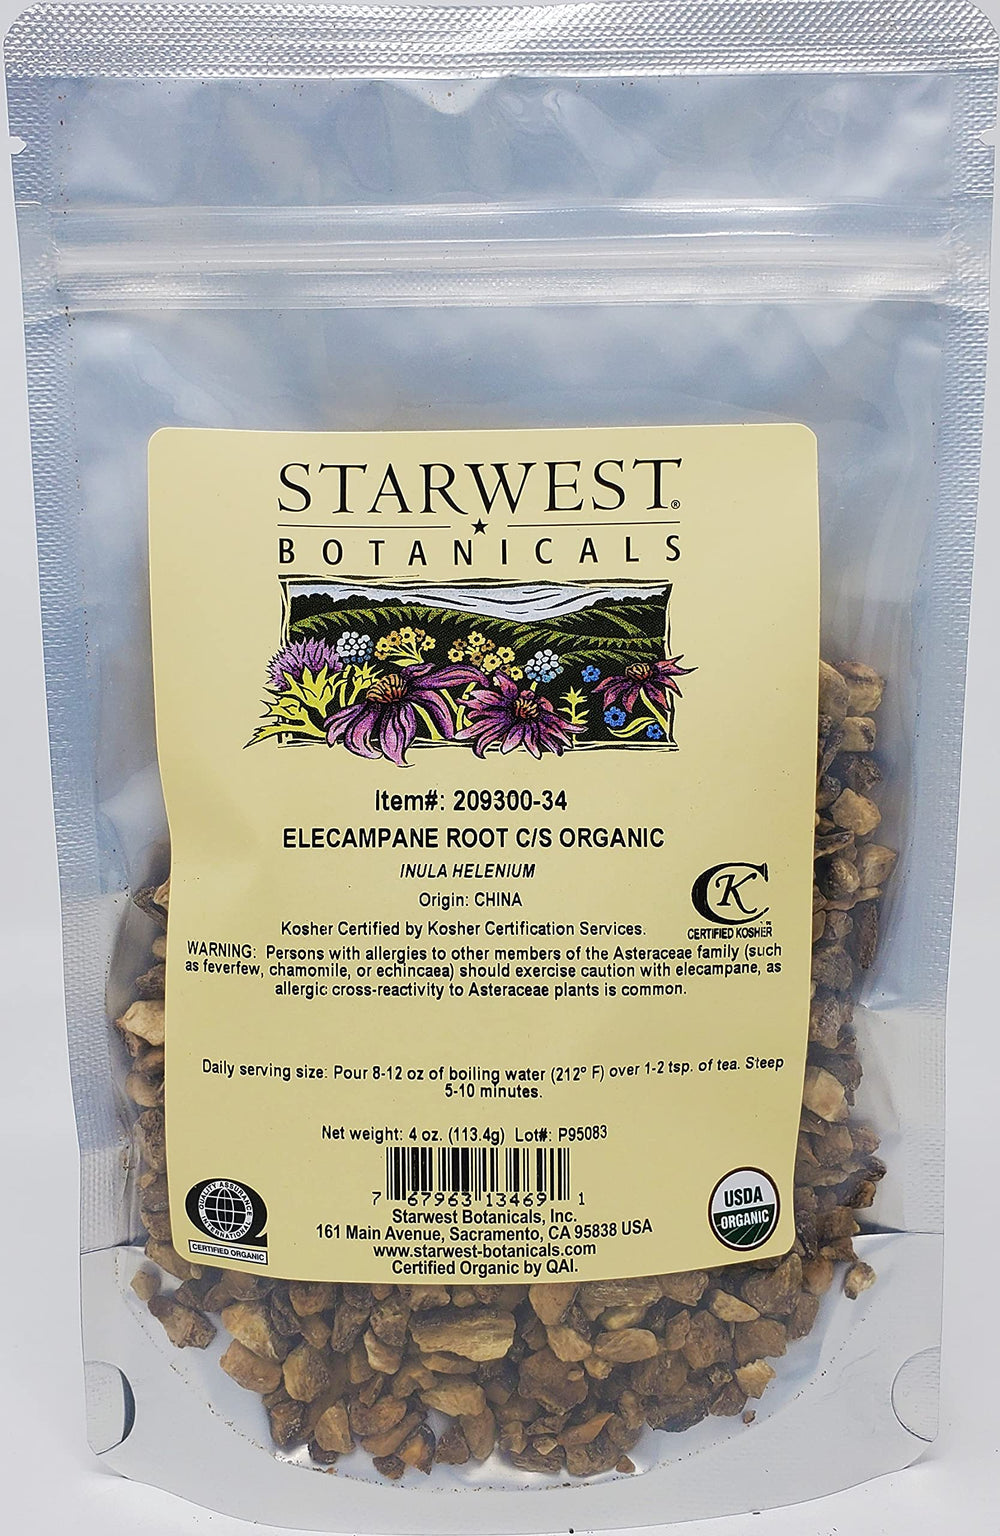 STARWEST®
BOTANICALS
Item#: 209300-34
ELECAMPANE ROOT C/S ORGANIC
INULA HELENIUM
Origin: CHINA
Kosher Certified by Kosher Certification Services.
CK
CERTIFIED KOSHER
WARNING: Persons with allergies to other members of the Asteraceae family (such
as feverfew, chamomile, or echincaea) should exercise caution with elecampane, as
allergic cross-reactivity to Asteraceae plants is common.
Daily serving size: Pour 8-12 oz of boiling water (212° F) over 1-2 tsp. of tea. Steep
5-10 minutes.
Net weight: 4 oz. (113.4g) Lot#: P95083
7 67963 13469 1
Starwest Botanicals, Inc.
161 Main Avenue, Sacramento, CA 95838 USA
www.starwest-botanicals.com
Certified Organic by QAI.
QUALITY ASSURANCE
INTERNATIONAL
CERTIFIED ORGANIC
USDA
ORGANIC